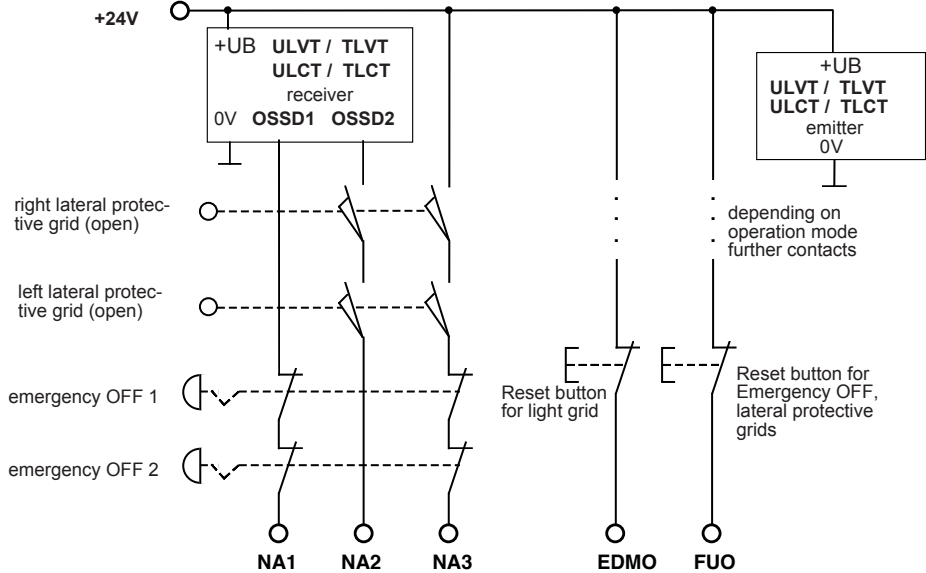 +24V
+UB ULVT / TLVT
ULCT / TLCT
receiver
0V OSSD1 OSSD2
+UB
ULVT / TLVT
ULCT / TLCT
emitter
0V
right lateral protec-
tive grid (open)
depending on
operation mode
further contacts
left lateral protec-
tive grid (open)
emergency OFF 1
Reset button
for light grid
Reset button for
Emergency OFF,
lateral protective
grids
emergency OFF 2
NA1 NA2 NA3 EDMO FUO